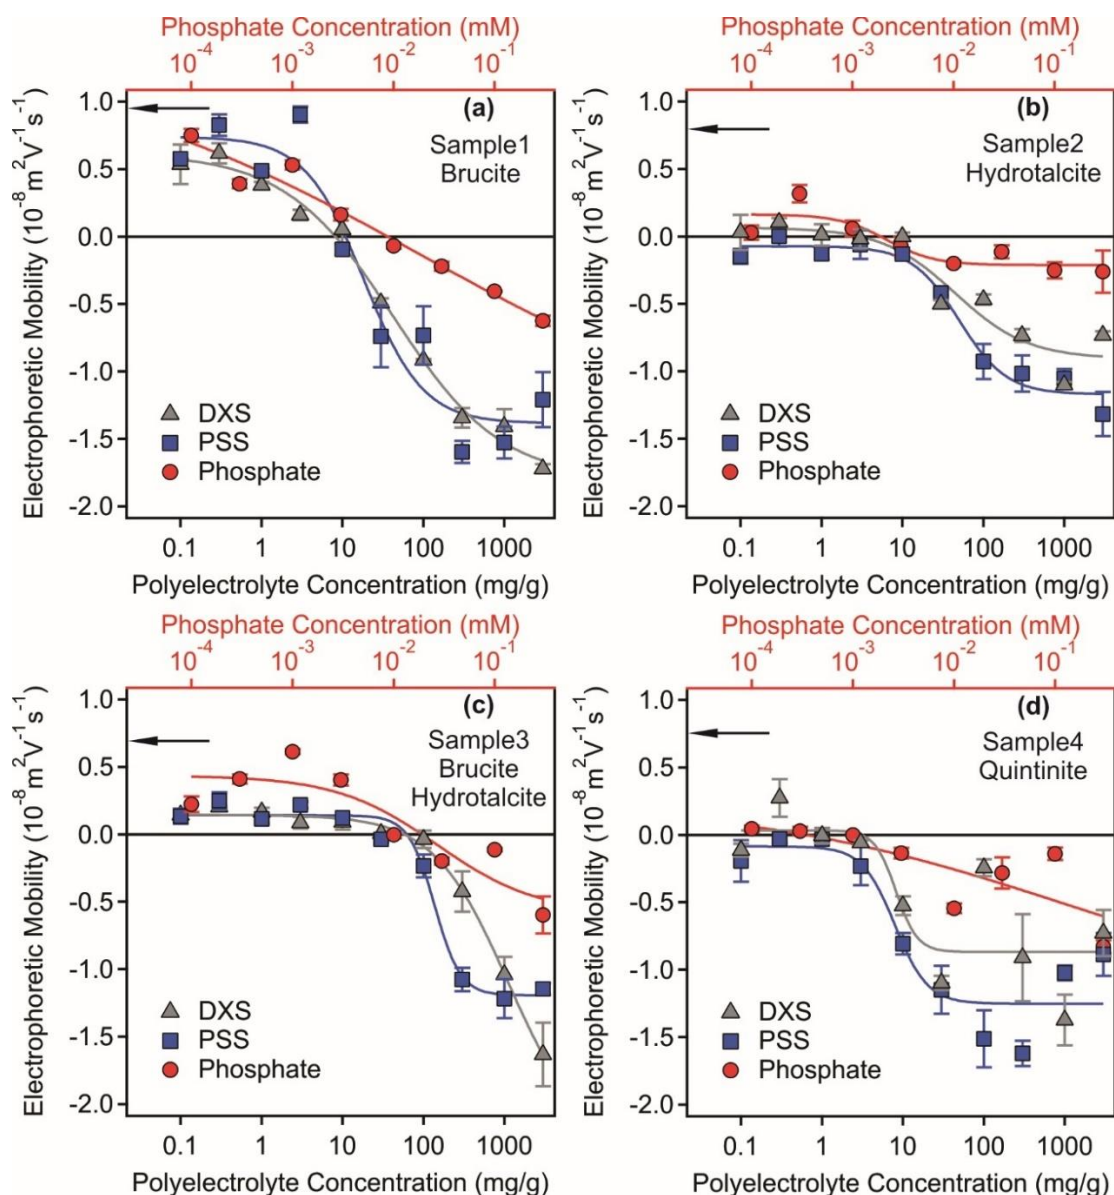 Phosphate Concentration (mM)
10⁻⁴ 10⁻³ 10⁻² 10⁻¹
Electrophoretic Mobility (10⁻⁸ m²V⁻¹s⁻¹)
1.0
0.5
0.0
-0.5
-1.0
-1.5
-2.0
(a)
Sample1
Brucite
DXS
PSS
Phosphate
0.1 1 10 100 1000
Polyelectrolyte Concentration (mg/g)
Phosphate Concentration (mM)
10⁻⁴ 10⁻³ 10⁻² 10⁻¹
Electrophoretic Mobility (10⁻⁸ m²V⁻¹s⁻¹)
1.0
0.5
0.0
-0.5
-1.0
-1.5
-2.0
(b)
Sample2
Hydrotalcite
DXS
PSS
Phosphate
0.1 1 10 100 1000
Polyelectrolyte Concentration (mg/g)
Phosphate Concentration (mM)
10⁻⁴ 10⁻³ 10⁻² 10⁻¹
Electrophoretic Mobility (10⁻⁸ m²V⁻¹s⁻¹)
1.0
0.5
0.0
-0.5
-1.0
-1.5
-2.0
(c)
Sample3
Brucite
Hydrotalcite
DXS
PSS
Phosphate
0.1 1 10 100 1000
Polyelectrolyte Concentration (mg/g)
Phosphate Concentration (mM)
10⁻⁴ 10⁻³ 10⁻² 10⁻¹
Electrophoretic Mobility (10⁻⁸ m²V⁻¹s⁻¹)
1.0
0.5
0.0
-0.5
-1.0
-1.5
-2.0
(d)
Sample4
Quintinite
DXS
PSS
Phosphate
0.1 1 10 100 1000
Polyelectrolyte Concentration (mg/g)